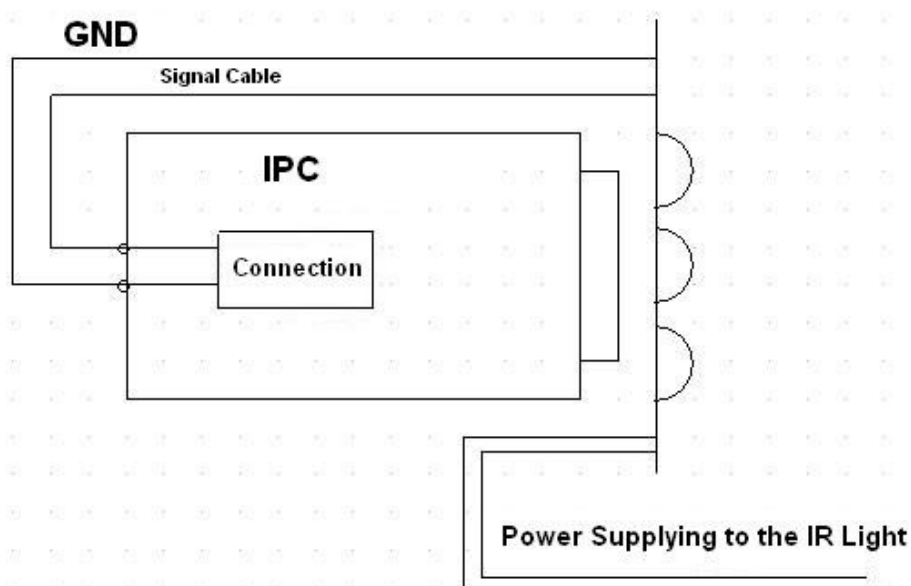 GND
Signal Cable
IPC
Connection
Power Supplying to the IR Light